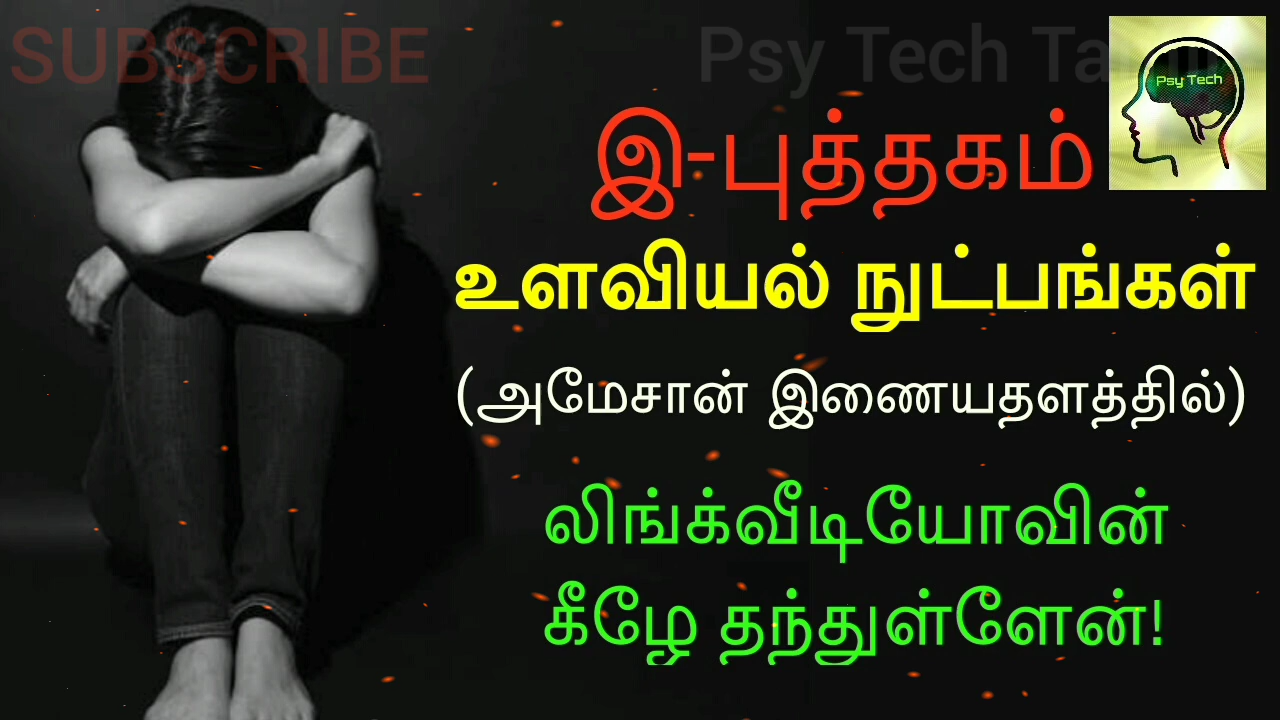 SUBSCRIBE
Psy Tech
Psy Tech
இ-புத்தகம்
உளவியல் நுட்பங்கள்
(அமேசான் இணையதளத்தில்)
லிங்க்வீடியோவின்
கீழே தந்துள்ளேன்!